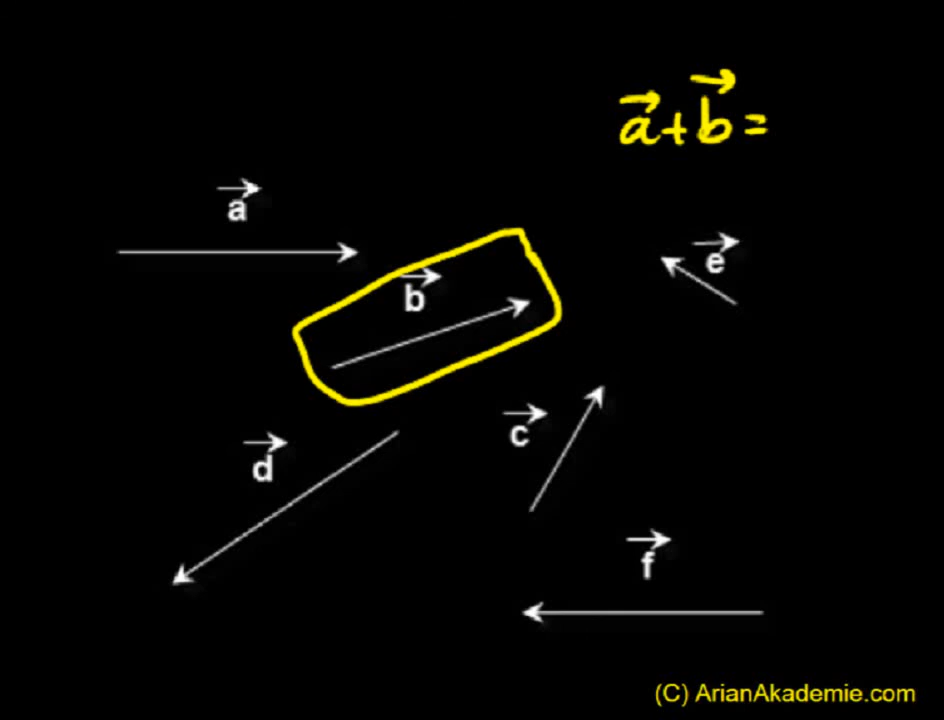 a⃗+b⃗=
a⃗
e⃗
b⃗
c⃗
d⃗
f⃗
(C) ArianAkademie.com